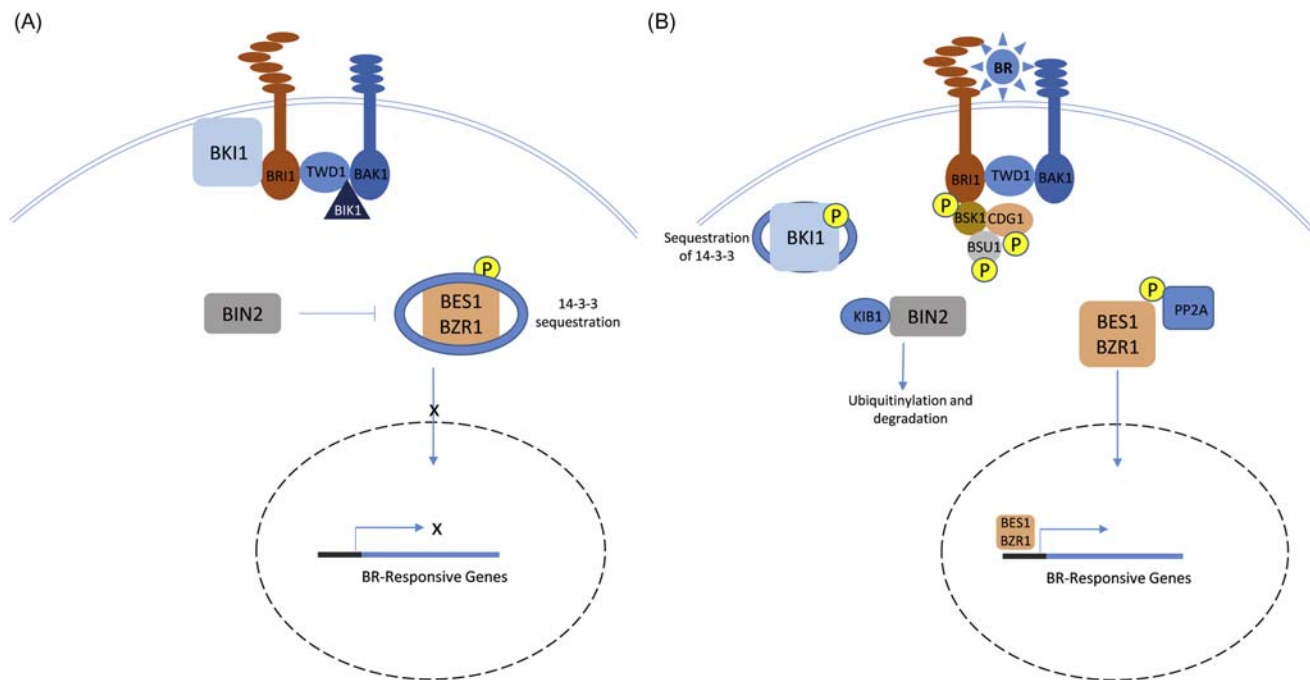 (A)
BKI1
BRI1
TWD1
BAK1
BIK1
P
BIN2
BES1
BZR1
14-3-3
sequestration
X
X
BR-Responsive Genes
(B)
BR
BRI1
TWD1
BAK1
P
BSK1
CDG1
BSU1
P
P
Sequestration
of 14-3-3
BKI1
P
KIB1
BIN2
Ubiquitinylation and
degradation
P
PP2A
BES1
BZR1
BES1
BZR1
BR-Responsive Genes